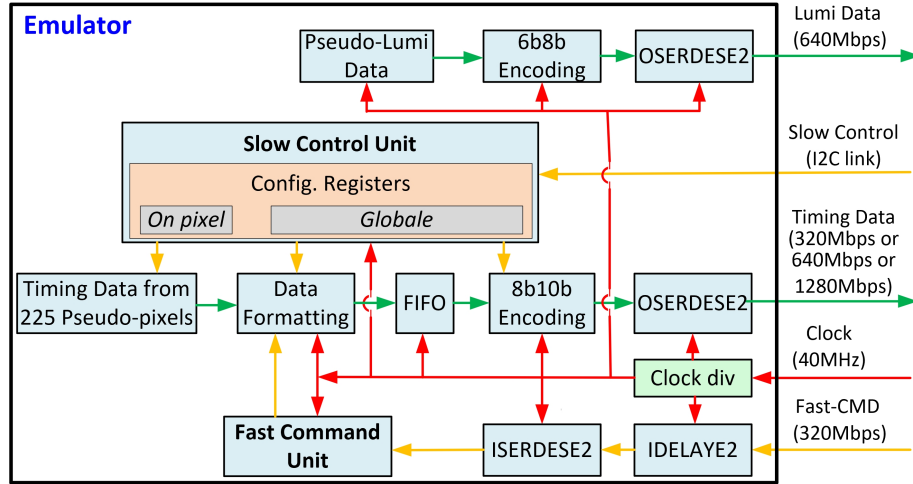 Emulator
Pseudo-Lumi
Data
6b8b
Encoding
OSERDESE2
Lumi Data
(640Mbps)
Slow Control Unit
Config. Registers
On pixel
Globale
Slow Control
(I2C link)
Timing Data
(320Mbps or
640Mbps or
1280Mbps)
Timing Data from
225 Pseudo-pixels
Data
Formatting
FIFO
8b10b
Encoding
OSERDESE2
Clock
(40MHz)
Clock div
Fast-CMD
(320Mbps)
Fast Command
Unit
ISERDESE2
IDELAYE2